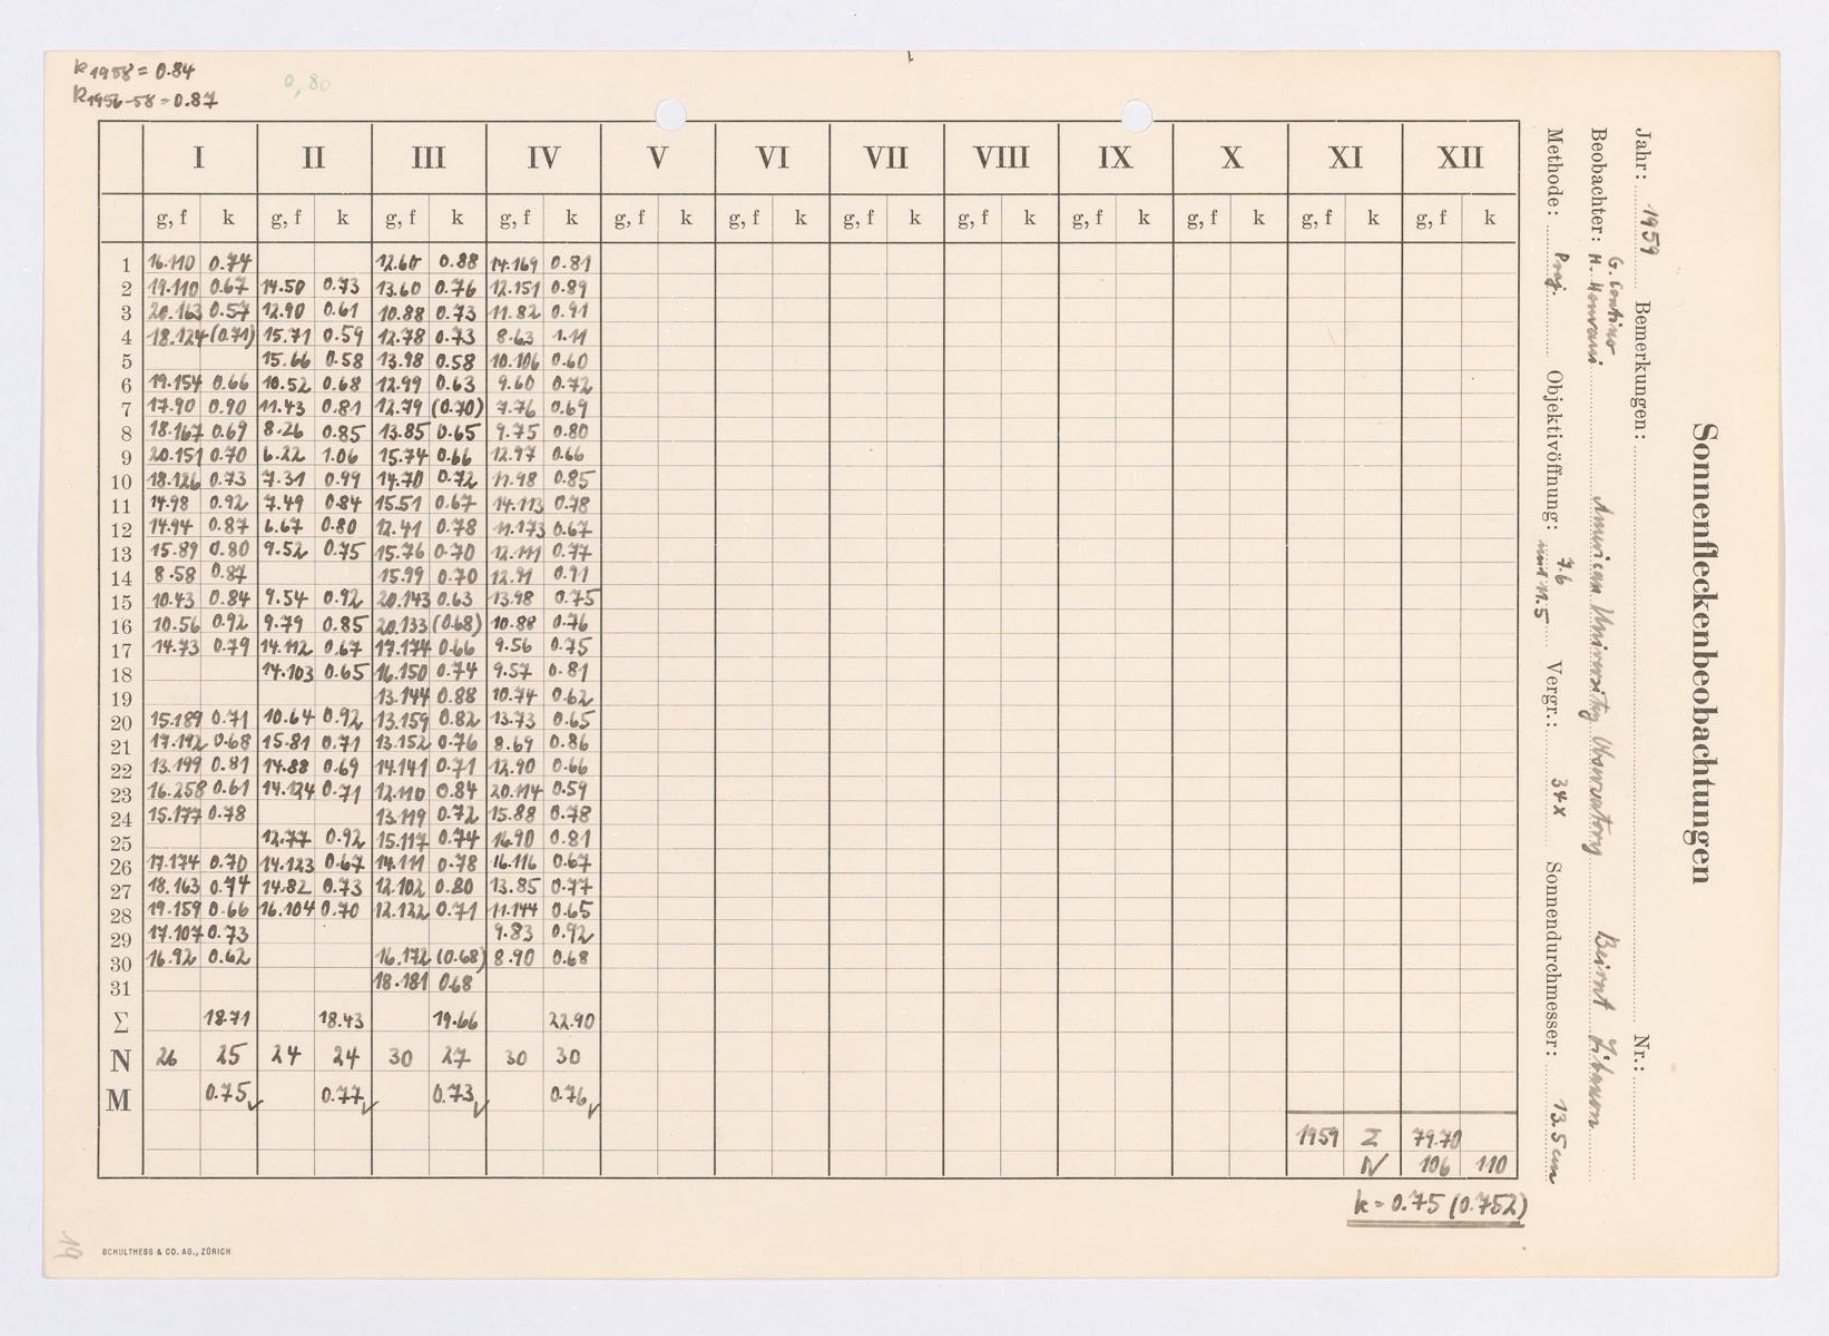 k1958 = 0.84
k1956-58 = 0.87
0,80
I II III IV V VI VII VIII IX X XI XII
g, f k g, f k g, f k g, f k g, f k g, f k g, f k g, f k g, f k g, f k g, f k g, f k
1 16.110 0.74 12.60 0.88 14.169 0.81
2 19.110 0.67 14.50 0.73 13.60 0.76 12.151 0.89
3 20.163 0.57 12.90 0.61 10.88 0.73 11.82 0.91
4 18.124 (0.71) 15.71 0.59 12.78 0.73 8.63 1.11
5 15.66 0.58 13.98 0.58 10.106 0.60
6 19.154 0.66 10.52 0.68 12.99 0.63 9.60 0.72
7 17.90 0.90 11.43 0.81 12.79 (0.70) 7.76 0.69
8 18.167 0.69 8.26 0.85 13.85 0.65 9.75 0.80
9 20.151 0.70 6.22 1.06 15.74 0.66 12.97 0.66
10 18.126 0.73 7.31 0.99 14.70 0.72 11.98 0.85
11 14.98 0.92 7.49 0.84 15.51 0.67 14.113 0.78
12 14.94 0.87 6.67 0.80 12.41 0.78 11.173 0.67
13 15.89 0.80 9.52 0.75 15.76 0.70 12.111 0.77
14 8.58 0.87 15.99 0.70 12.91 0.91
15 10.43 0.84 9.54 0.92 20.143 0.63 13.98 0.75
16 10.56 0.92 9.79 0.85 20.133 (0.68) 10.88 0.76
17 14.73 0.79 14.112 0.67 17.174 0.66 9.56 0.75
18 14.103 0.65 16.150 0.74 9.57 0.81
19 13.144 0.88 10.74 0.62
20 15.189 0.71 10.64 0.92 13.159 0.82 13.73 0.65
21 17.192 0.68 15.81 0.71 13.152 0.76 8.69 0.86
22 13.199 0.81 14.88 0.69 14.141 0.71 12.90 0.66
23 16.258 0.61 14.124 0.71 12.110 0.84 20.114 0.59
24 15.177 0.78 13.119 0.72 15.88 0.78
25 12.77 0.92 15.117 0.74 16.90 0.81
26 17.174 0.70 14.123 0.67 14.111 0.78 16.116 0.67
27 18.163 0.74 14.82 0.73 12.102 0.80 13.85 0.77
28 19.159 0.66 16.104 0.70 12.122 0.71 11.144 0.65
29 17.107 0.73 9.83 0.92
30 16.92 0.62 16.172 (0.68) 8.90 0.68
31 18.181 0.68
Σ 18.71 18.43 19.66 22.90
N 26 25 24 24 30 27 30 30
M 0.75 ✓ 0.77 ✓ 0.73 ✓ 0.76 ✓
1959 Σ 79.70
N 106 110
k = 0.75 (0.752)
19
SCHULTHESS & CO. AG., ZÜRICH
Sonnenfleckenbeobachtungen
Jahr: 1959 Bemerkungen: Nr.:
G.
Beobachter: H. American University Observatory Beirut Libanon
Methode: Proj. Objektivöffnung: 7.6 Vergr.: 34x Sonnendurchmesser: 13.5 cm
und 11.5